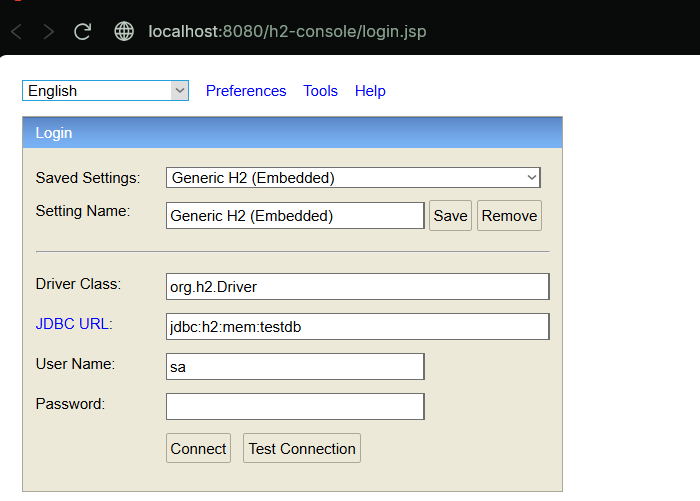 localhost:8080/h2-console/login.jsp
English Preferences Tools Help
Login
Saved Settings: Generic H2 (Embedded)
Setting Name: Generic H2 (Embedded) Save Remove
Driver Class: org.h2.Driver
JDBC URL: jdbc:h2:mem:testdb
User Name: sa
Password:
Connect Test Connection